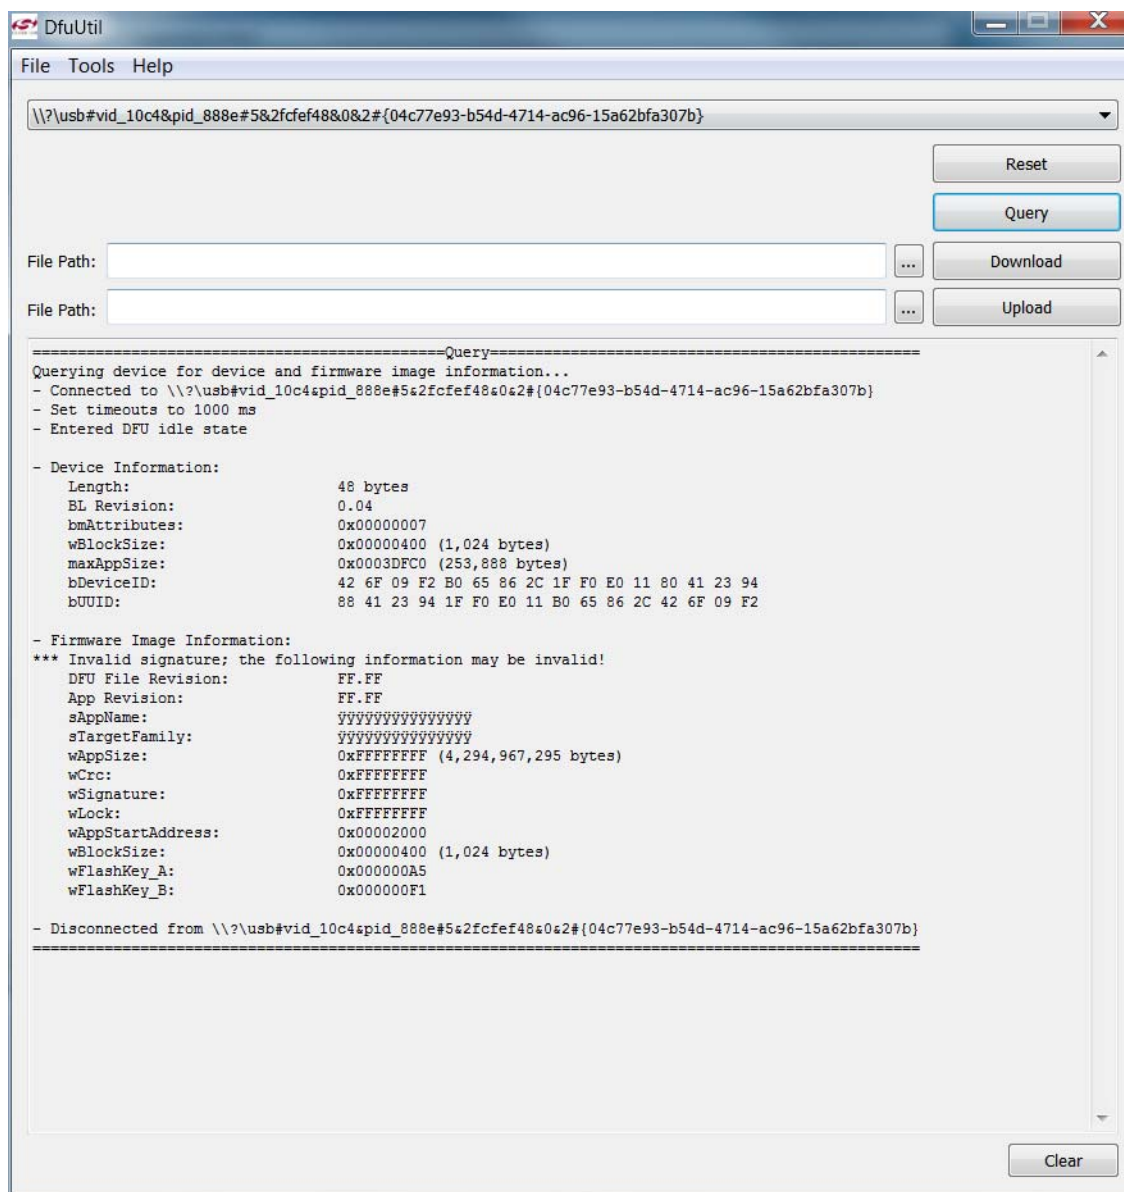 DfuUtil
File Tools Help
\\?\usb#vid_10c4&pid_888e#5&2fcfef48&0&2#{04c77e93-b54d-4714-ac96-15a62bfa307b}
Reset
Query
File Path: ... Download
File Path: ... Upload
==============================================Query================================================
Querying device for device and firmware image information...
- Connected to \\?\usb#vid_10c4&pid_888e#5&2fcfef48&0&2#{04c77e93-b54d-4714-ac96-15a62bfa307b}
- Set timeouts to 1000 ms
- Entered DFU idle state
- Device Information:
Length: 48 bytes
BL Revision: 0.04
bmAttributes: 0x00000007
wBlockSize: 0x00000400 (1,024 bytes)
maxAppSize: 0x0003DFC0 (253,888 bytes)
bDeviceID: 42 6F 09 F2 B0 65 86 2C 1F F0 E0 11 80 41 23 94
bUUID: 88 41 23 94 1F F0 E0 11 B0 65 86 2C 42 6F 09 F2
- Firmware Image Information:
*** Invalid signature; the following information may be invalid!
DFU File Revision: FF.FF
App Revision: FF.FF
sAppName: ÿÿÿÿÿÿÿÿÿÿÿÿÿÿÿ
sTargetFamily: ÿÿÿÿÿÿÿÿÿÿÿÿÿÿÿ
wAppSize: 0xFFFFFFFF (4,294,967,295 bytes)
wCrc: 0xFFFFFFFF
wSignature: 0xFFFFFFFF
wLock: 0xFFFFFFFF
wAppStartAddress: 0x00002000
wBlockSize: 0x00000400 (1,024 bytes)
wFlashKey_A: 0x000000A5
wFlashKey_B: 0x000000F1
- Disconnected from \\?\usb#vid_10c4&pid_888e#5&2fcfef48&0&2#{04c77e93-b54d-4714-ac96-15a62bfa307b}
===================================================================================================
Clear